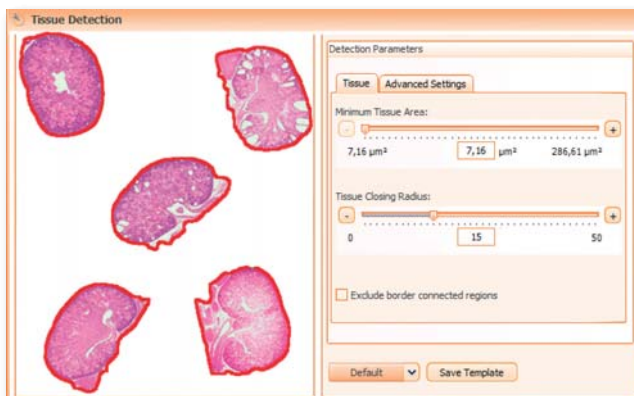 Tissue Detection
Detection Parameters
Tissue Advanced Settings
Minimum Tissue Area:
- +
7,16 µm² 7,16 µm² 286,61 µm²
Tissue Closing Radius:
- +
0 15 50
Exclude border connected regions
Default Save Template